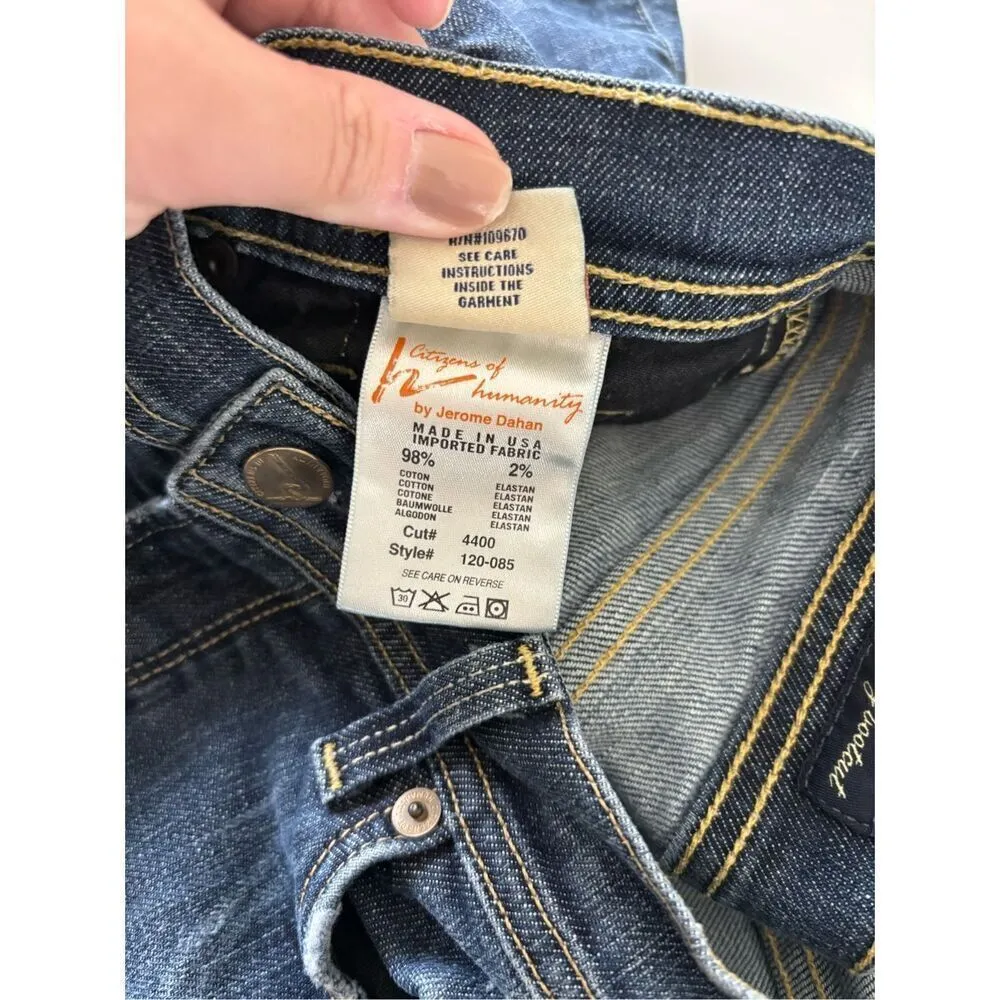 R/N#109670
SEE CARE
INSTRUCTIONS
INSIDE THE
GARMENT
Citizens of
humanity
by Jerome Dahan
MADE IN USA
IMPORTED FABRIC
98% 2%
COTON ELASTAN
COTTON ELASTAN
COTONE ELASTAN
BAUMWOLLE ELASTAN
ALGODON ELASTAN
Cut# 4400
Style# 120-085
SEE CARE ON REVERSE
30